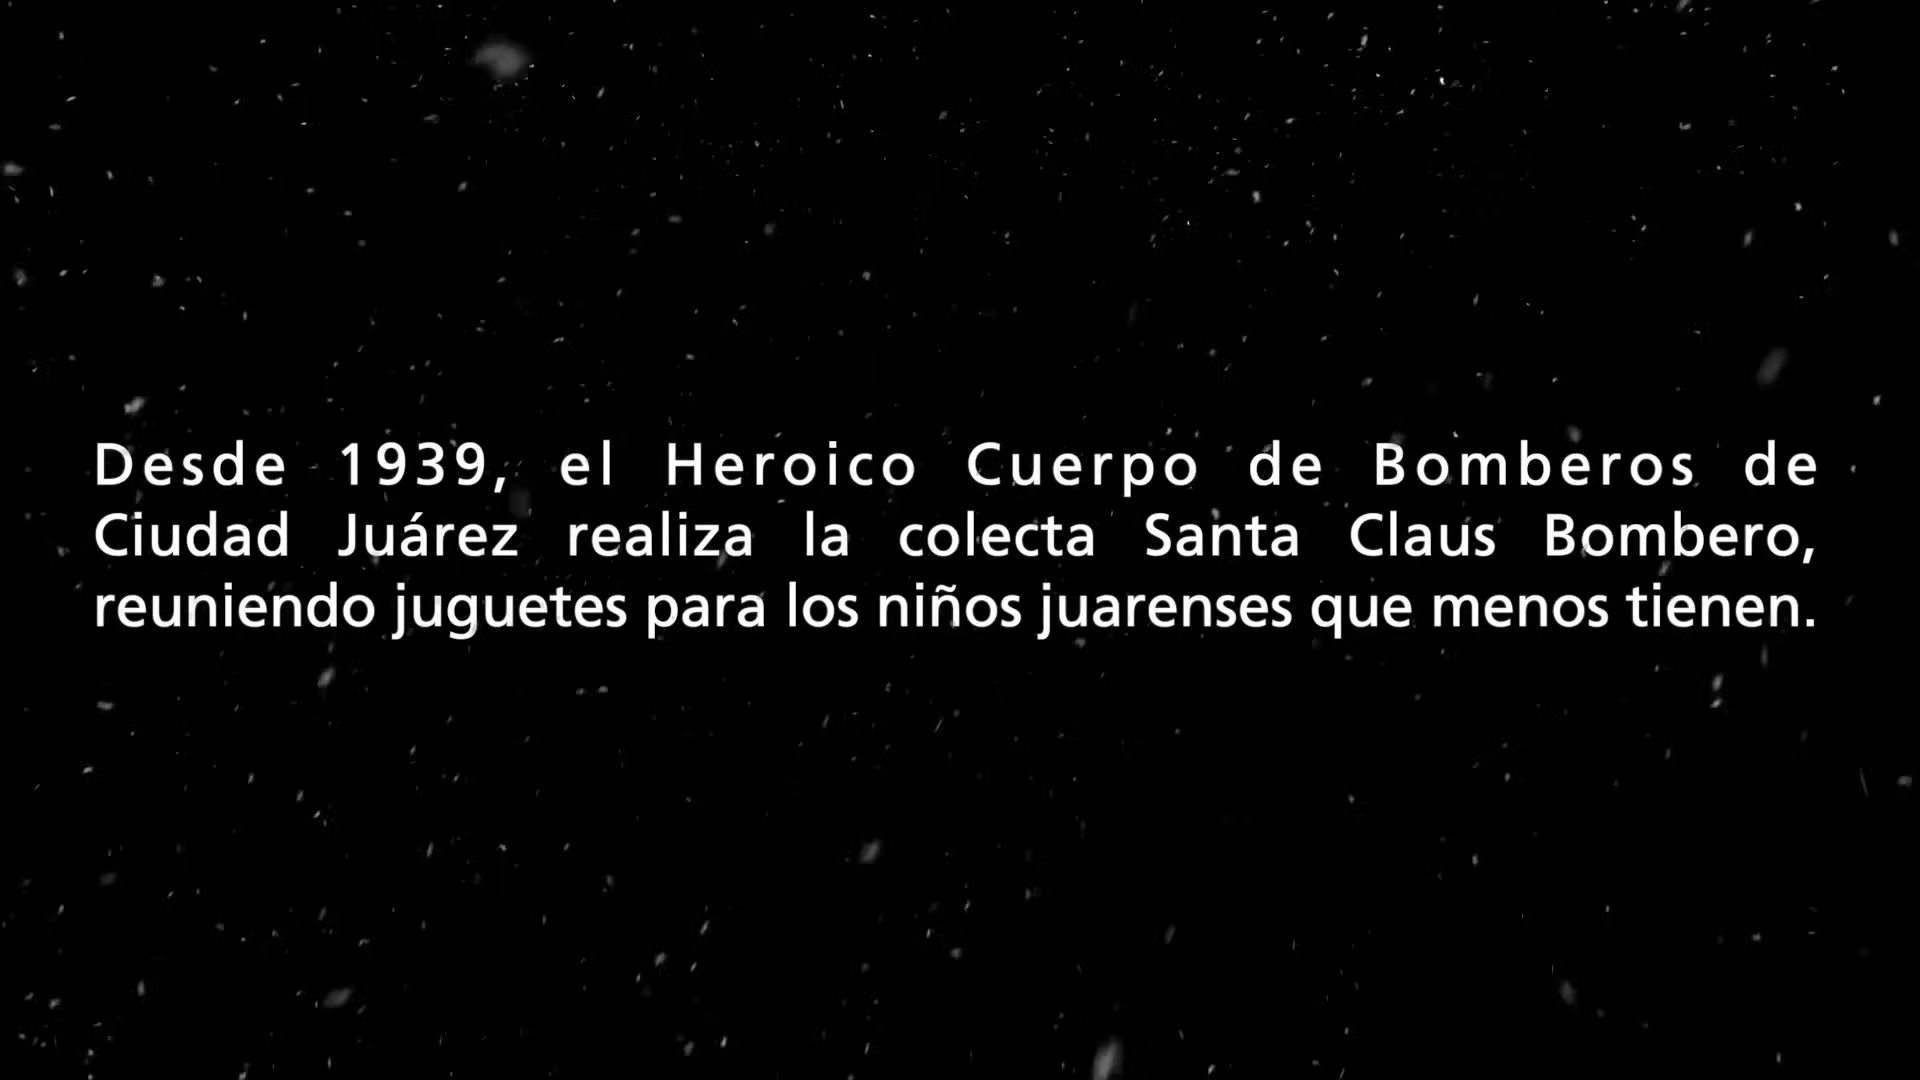 Desde 1939, el Heroico Cuerpo de Bomberos de
Ciudad Juárez realiza la colecta Santa Claus Bombero,
reuniendo juguetes para los niños juarenses que menos tienen.